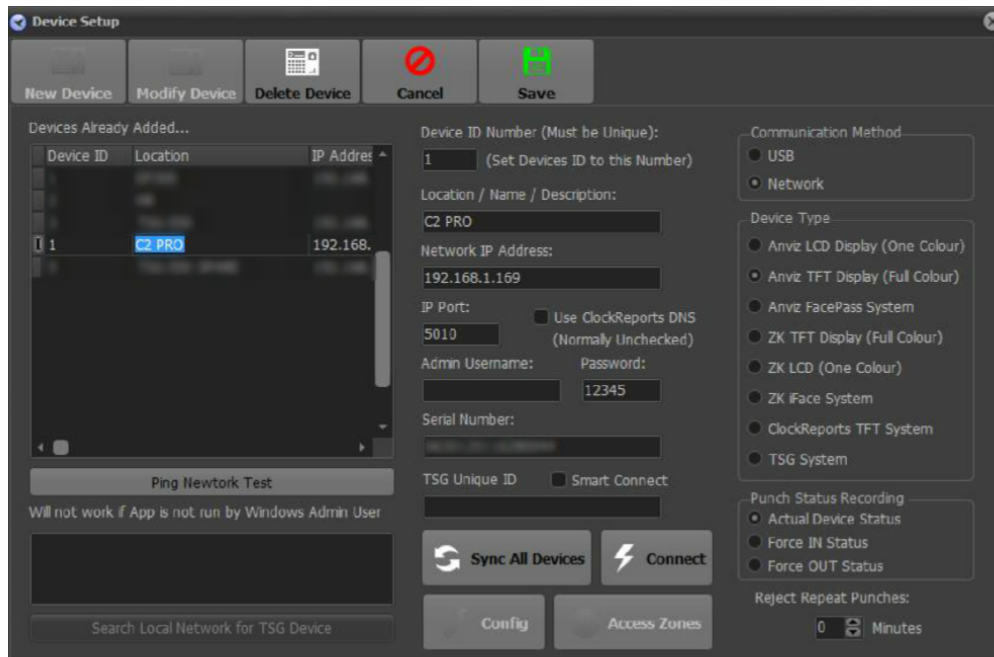 Device Setup
New Device Modify Device Delete Device Cancel Save
Devices Already Added...
Device ID Location IP Addres
1 C2 PRO 192.168.
Ping Newtork Test
Will not work if App is not run by Windows Admin User
Search Local Network for TSG Device
Device ID Number (Must be Unique):
1 (Set Devices ID to this Number)
Location / Name / Description:
C2 PRO
Network IP Address:
192.168.1.169
IP Port:
5010
Use ClockReports DNS
(Normally Unchecked)
Admin Username: Password:
12345
Serial Number:
TSG Unique ID Smart Connect
Sync All Devices Connect
Config Access Zones
Communication Method
USB
Network
Device Type
Anviz LCD Display (One Colour)
Anviz TFT Display (Full Colour)
Anviz FacePass System
ZK TFT Display (Full Colour)
ZK LCD (One Colour)
ZK iFace System
ClockReports TFT System
TSG System
Punch Status Recording
Actual Device Status
Force IN Status
Force OUT Status
Reject Repeat Punches:
0 Minutes